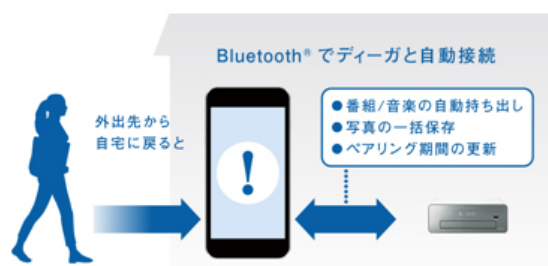 Bluetooth® でディーガと自動接続
外出先から
自宅に戻ると
●番組/音楽の自動持ち出し
●写真の一括保存
●ペアリング期間の更新
!